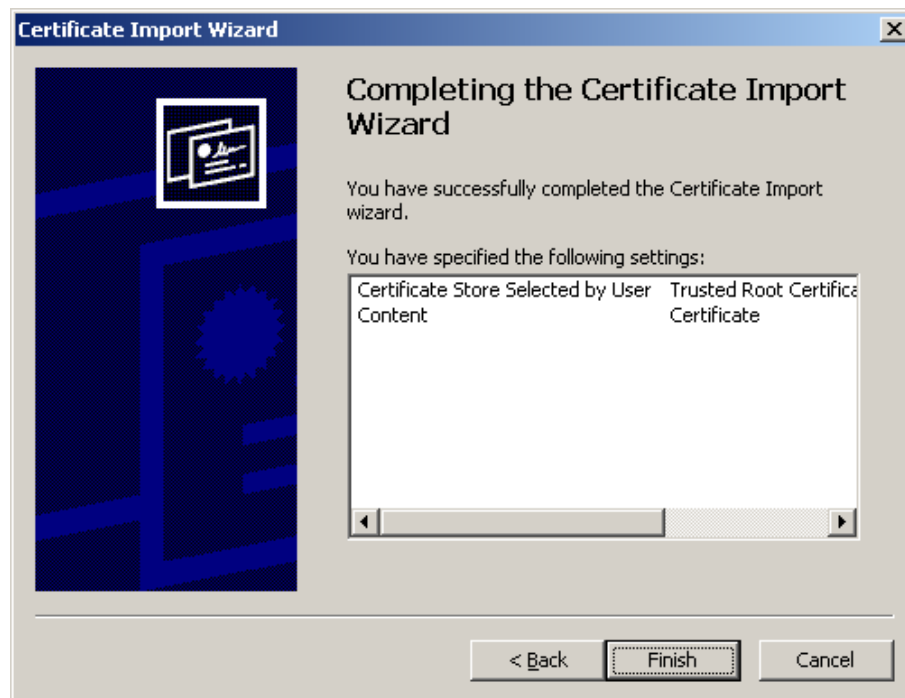 Certificate Import Wizard
Completing the Certificate Import
Wizard
You have successfully completed the Certificate Import
wizard.
You have specified the following settings:
Certificate Store Selected by User Trusted Root Certifica
Content Certificate
< Back Finish Cancel